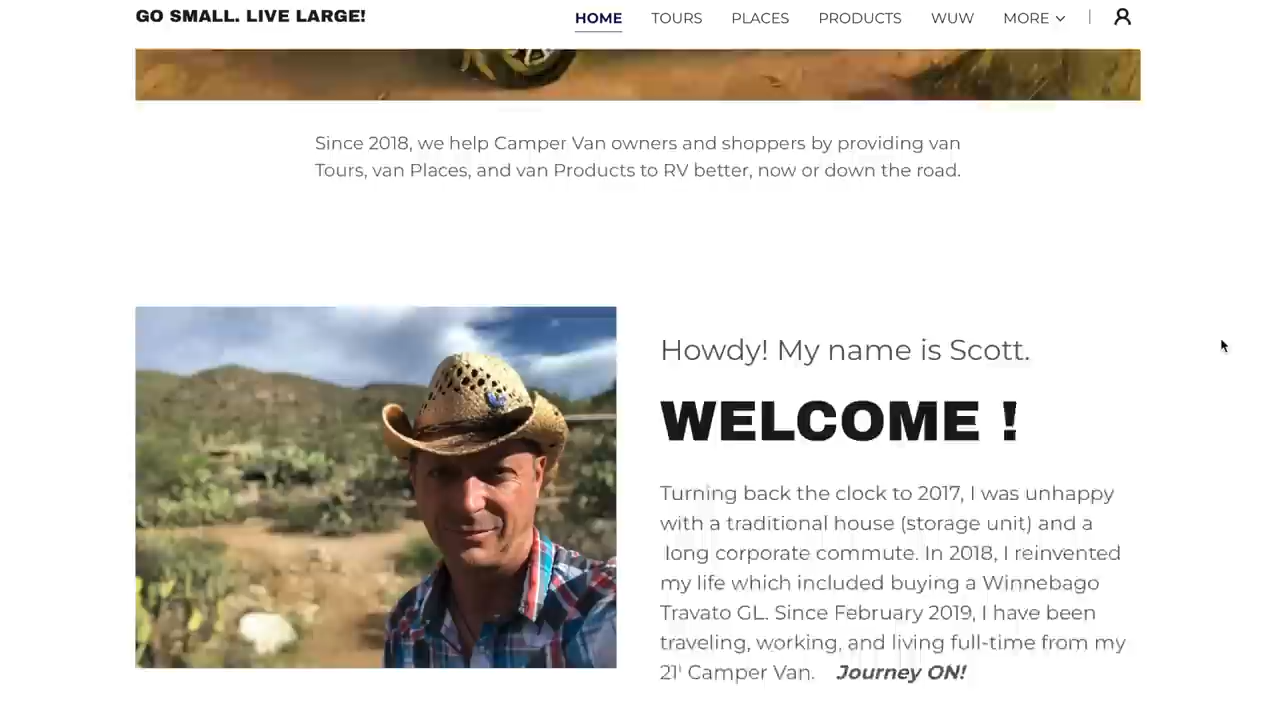 GO SMALL. LIVE LARGE!
HOME TOURS PLACES PRODUCTS WUW MORE
Since 2018, we help Camper Van owners and shoppers by providing van
Tours, van Places, and van Products to RV better, now or down the road.
Howdy! My name is Scott.
WELCOME !
Turning back the clock to 2017, I was unhappy
with a traditional house (storage unit) and a
long corporate commute. In 2018, I reinvented
my life which included buying a Winnebago
Travato GL. Since February 2019, I have been
traveling, working, and living full-time from my
21' Camper Van. Journey ON!